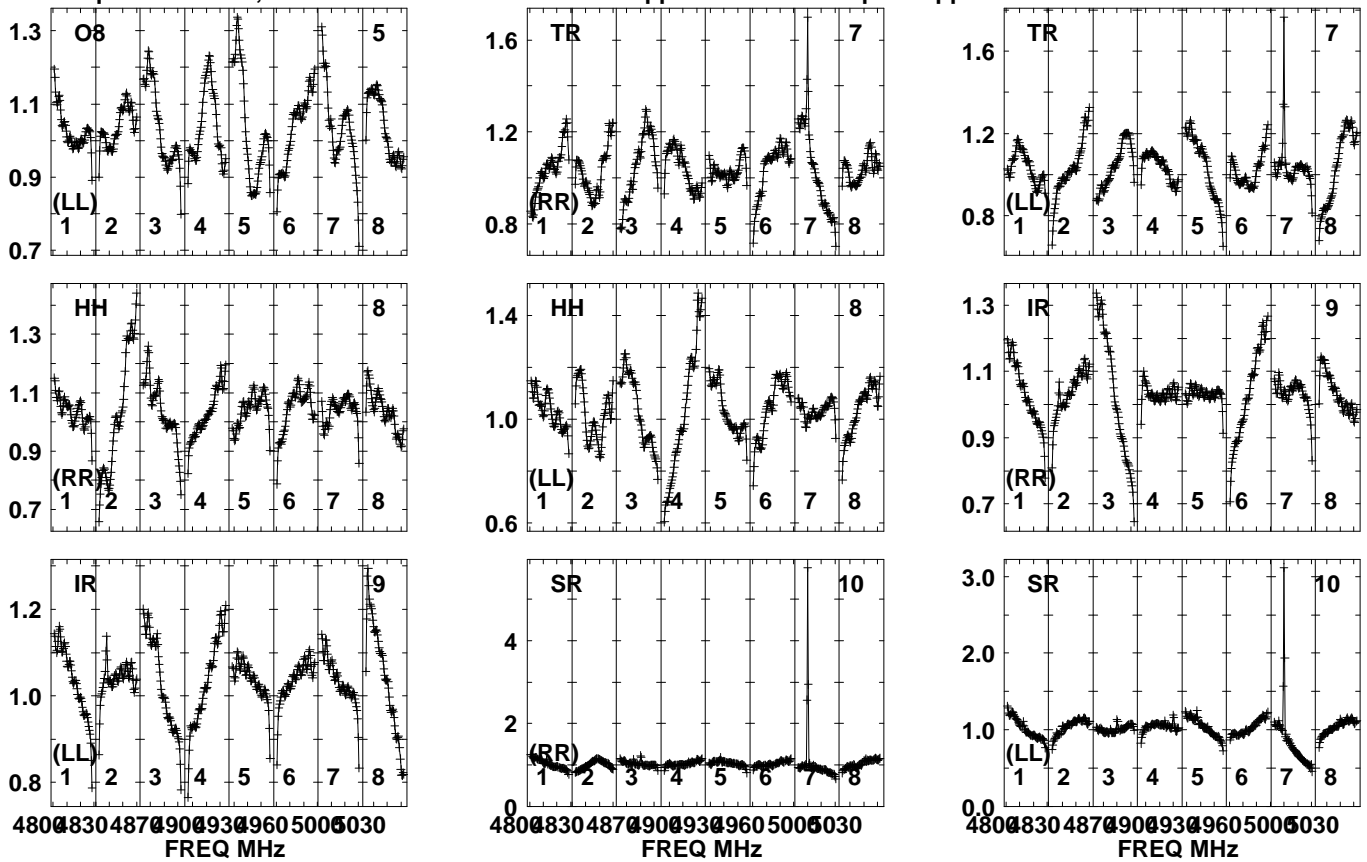 1.3 O8 5
1.1
0.9
(LL)
1 2 3 4 5 6 7 8
0.7
1.6 TR 7
1.2
0.8 (RR)
1 2 3 4 5 6 7 8
1.6 TR 7
1.2
0.8 (LL)
1 2 3 4 5 6 7 8
HH 8
1.3
1.1
0.9
(RR)
0.7 1 2 3 4 5 6 7 8
1.4 HH 8
1.0
(LL)
1 2 3 4 5 6 7 8
0.6
IR 9
1.3
1.1
0.9
(RR)
0.7 1 2 3 4 5 6 7 8
IR 9
1.2
1.0
(LL)
0.8 1 2 3 4 5 6 7 8
SR 10
4
2
(RR)
1 2 3 4 5 6 7 8
0
3.0 SR 10
2.0
1.0
(LL)
1 2 3 4 5 6 7 8
0.0
4800 4830 4870 4900 4930 4960 5000 5030
FREQ MHz
4800 4830 4870 4900 4930 4960 5000 5030
FREQ MHz
4800 4830 4870 4900 4930 4960 5000 5030
FREQ MHz